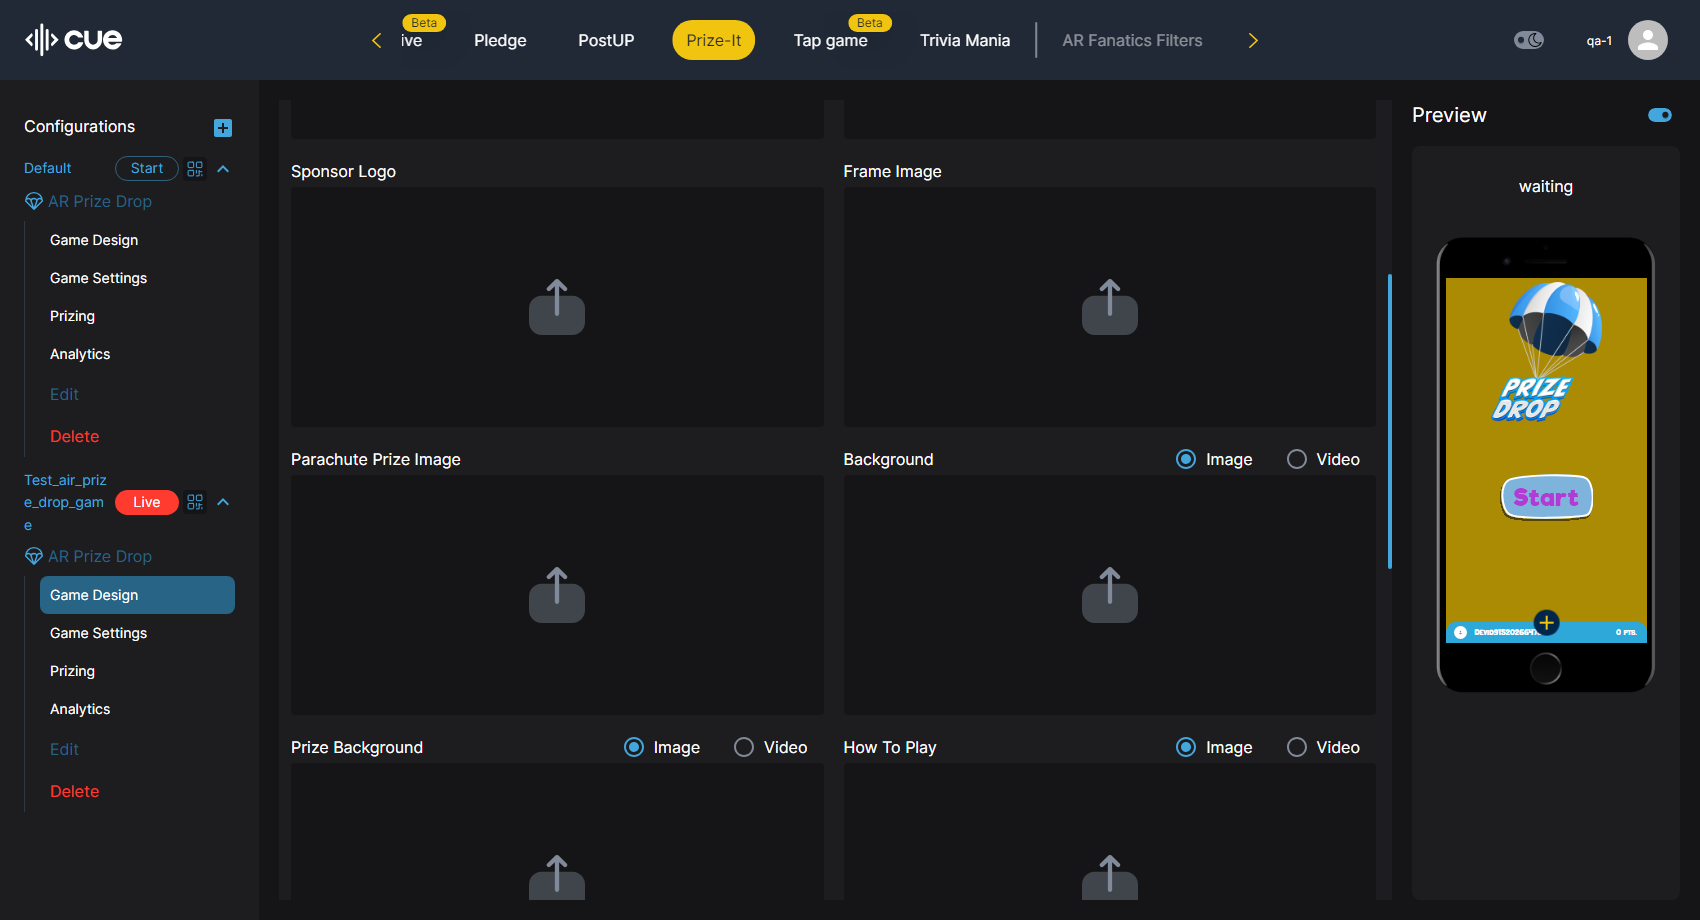 cue
Beta
ive
Pledge
PostUP
Prize-It
Beta
Tap game
Trivia Mania
AR Fanatics Filters
qa-1
Configurations
Default
Start
AR Prize Drop
Game Design
Game Settings
Prizing
Analytics
Edit
Delete
Test_air_priz
e_drop_gam
e
Live
AR Prize Drop
Game Design
Game Settings
Prizing
Analytics
Edit
Delete
Sponsor Logo
Frame Image
Parachute Prize Image
Background
Image
Video
Prize Background
Image
Video
How To Play
Image
Video
Preview
waiting
PRIZE
DROP
Start
0 PTS.